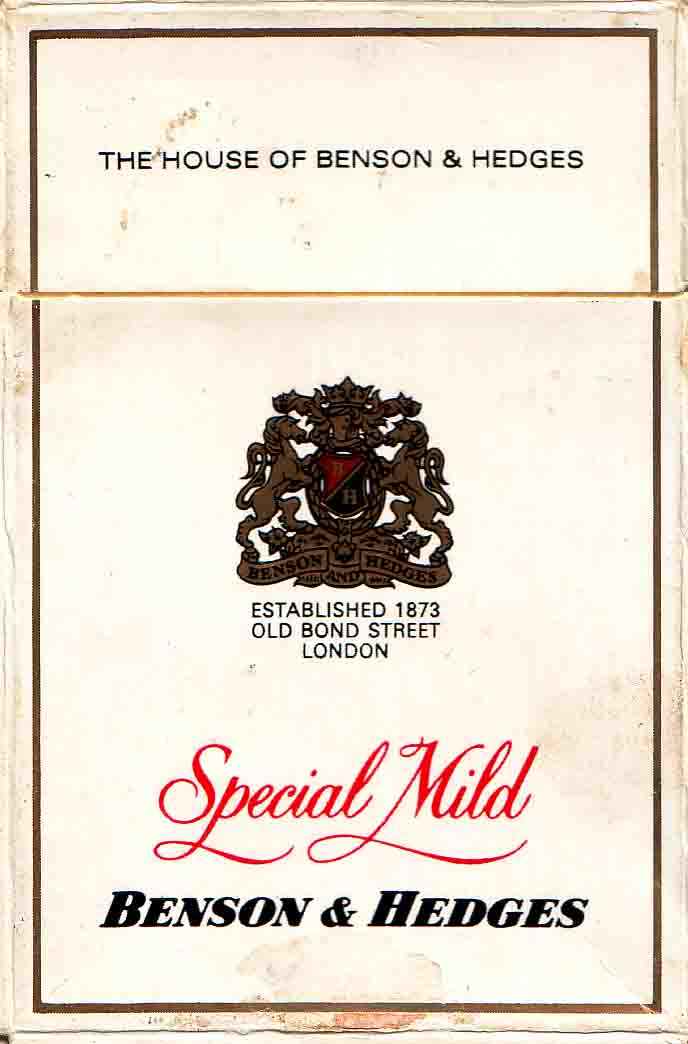 THE HOUSE OF BENSON & HEDGES
B
H
BENSON AND HEDGES
ESTABLISHED 1873
OLD BOND STREET
LONDON
Special Mild
BENSON & HEDGES